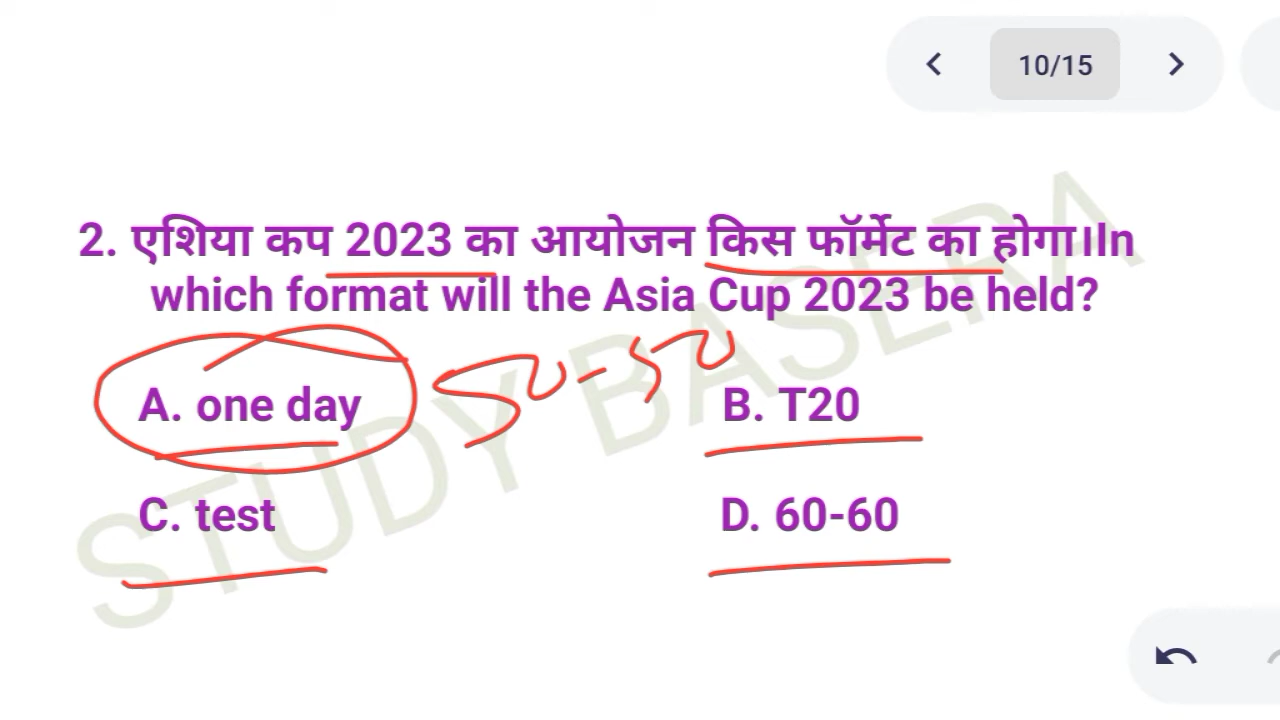 10/15
2. एशिया कप 2023 का आयोजन किस फॉर्मेट का होगा।In
which format will the Asia Cup 2023 be held?
A. one day
50-50
B. T20
C. test
D. 60-60
STUDY BASERA